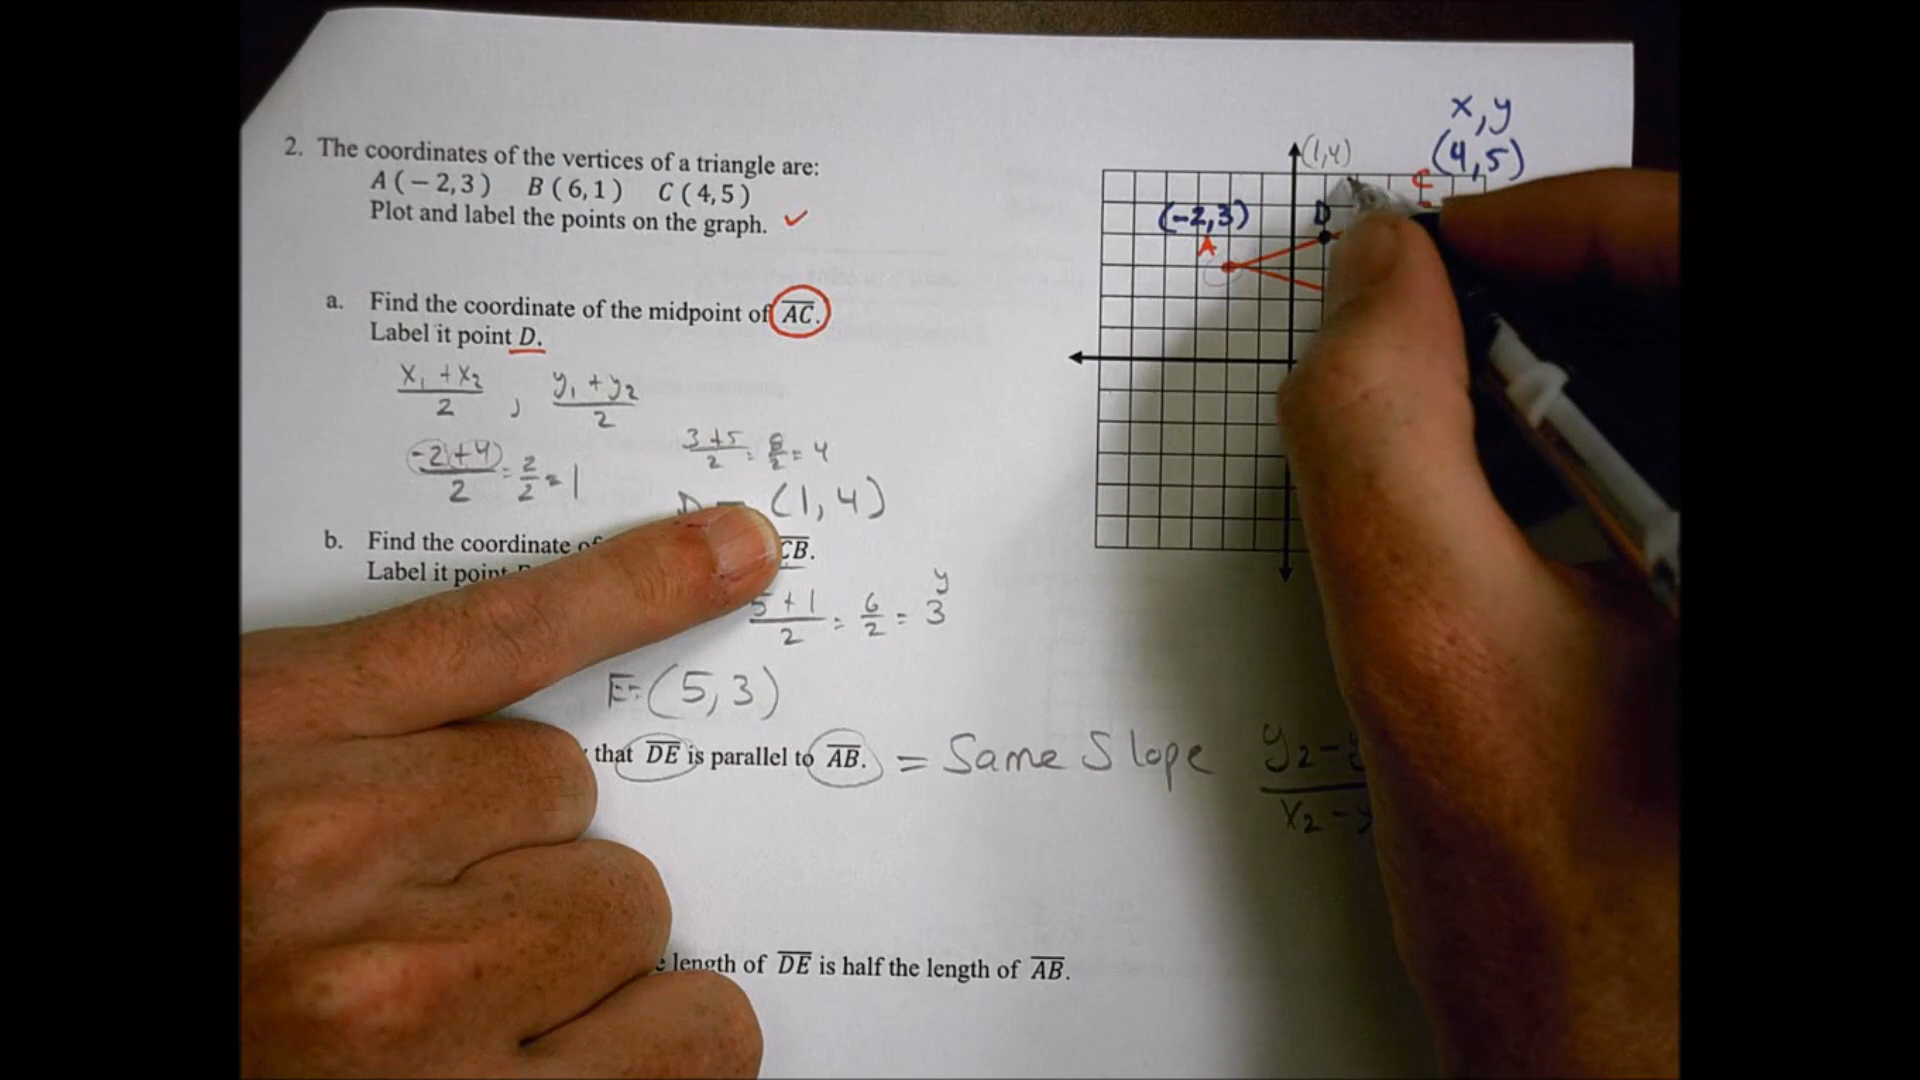 2. The coordinates of the vertices of a triangle are:
A (−2,3) B (6,1) C (4,5)
Plot and label the points on the graph. ✓
a. Find the coordinate of the midpoint of AC.
Label it point D.
x₁ + x₂ / 2 , y₁ + y₂ / 2
-2+4 / 2 = 2/2 = 1
3+5 / 2 = 8/2 = 4
(1,4)
b. Find the coordinate CB.
Label it point
5+1 / 2 = 6/2 = 3 y
E=(5,3)
that DE is parallel to AB. = Same Slope
y₂-
x₂-
length of DE is half the length of AB.
x,y
(1,4) (4,5)
C
(-2,3) D
A